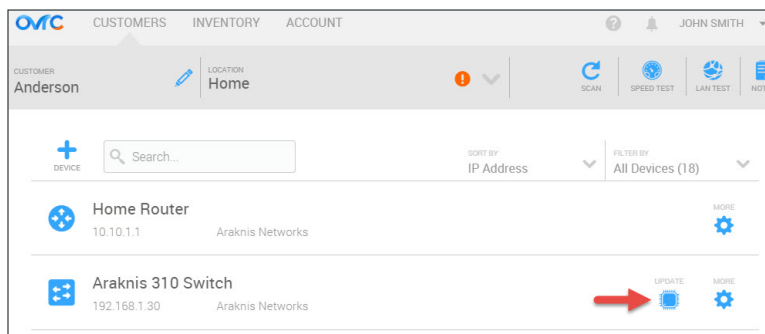 OvrC CUSTOMERS INVENTORY ACCOUNT JOHN SMITH
CUSTOMER LOCATION
Anderson Home
SCAN SPEED TEST LAN TEST
DEVICE Search... SORT BY FILTER BY
IP Address All Devices (18)
Home Router MORE
10.10.1.1 Araknis Networks
Araknis 310 Switch UPDATE MORE
192.168.1.30 Araknis Networks